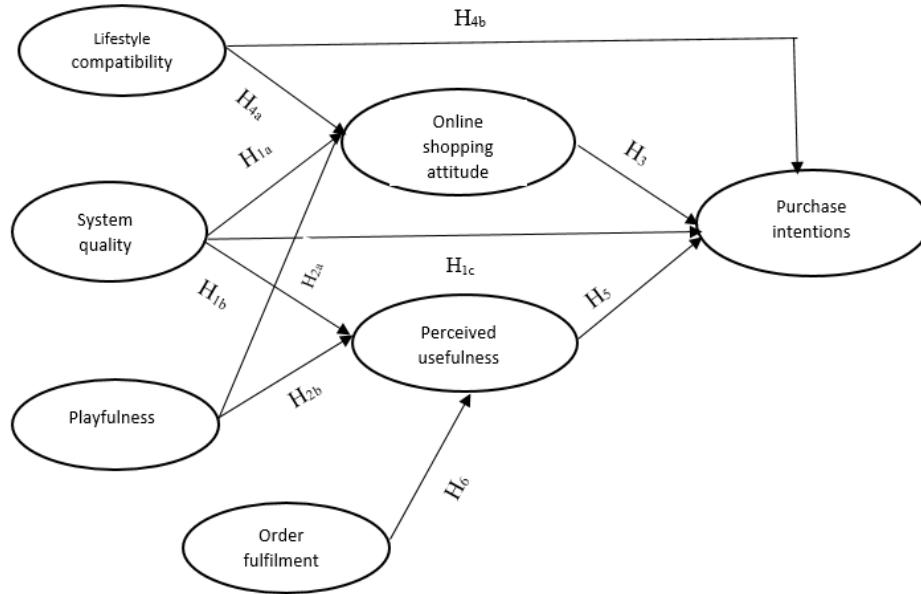 H4b
Lifestyle
compatibility
H4a
Online
shopping
attitude
H1a
H3
System
quality
Purchase
intentions
H2a
H1c
H1b
H5
Perceived
usefulness
H2b
Playfulness
H6
Order
fulfilment